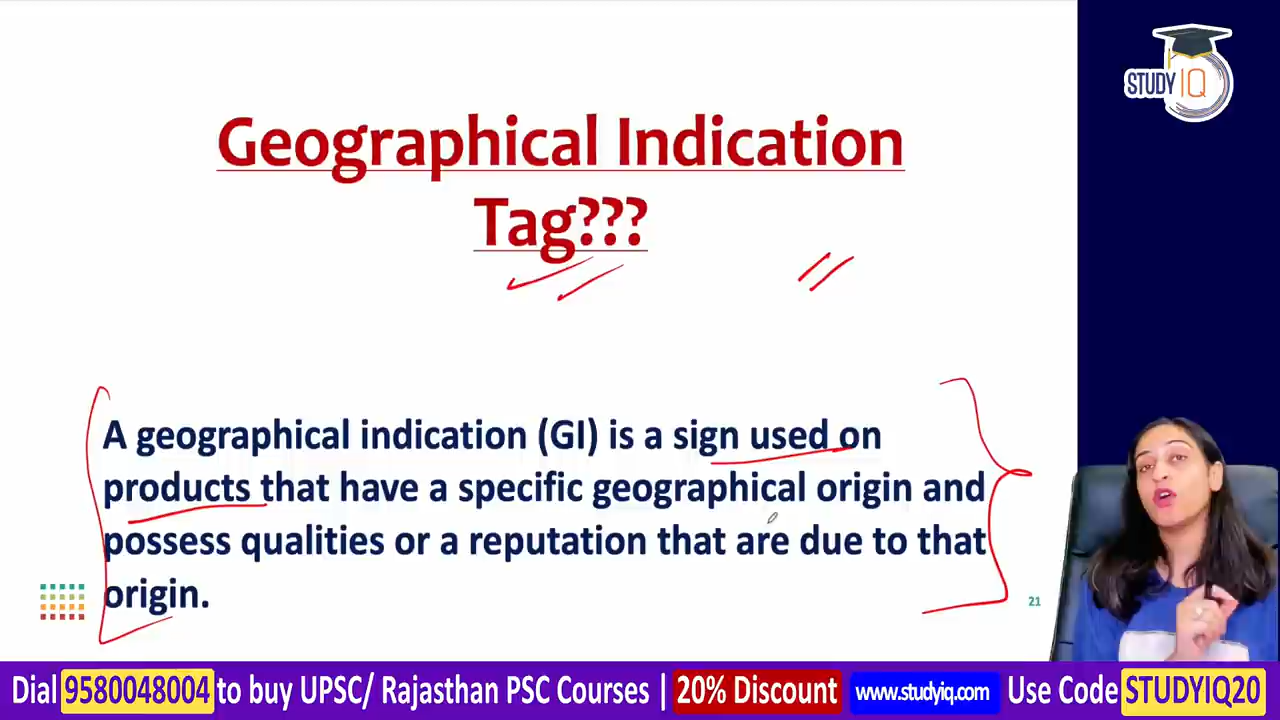 STUDY IQ
Geographical Indication
Tag???
A geographical indication (GI) is a sign used on
products that have a specific geographical origin and
possess qualities or a reputation that are due to that
origin.
21
Dial 9580048004 to buy UPSC/ Rajasthan PSC Courses | 20% Discount www.studyiq.com Use Code STUDYIQ20